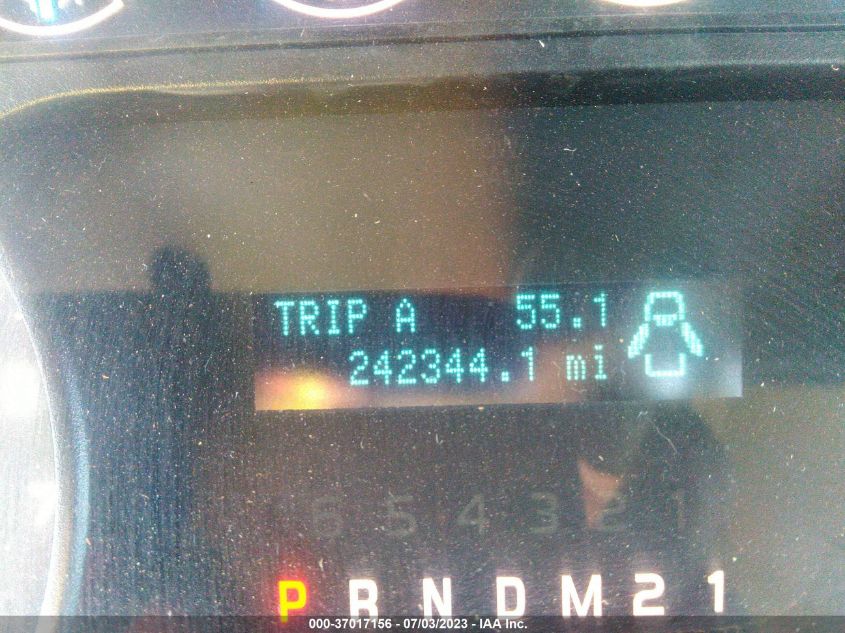 TRIP A 55.1
242344.1 mi
6 5 4 3 2 1
P R N D M 2 1
000-37017156 - 07/03/2023 - IAA Inc.